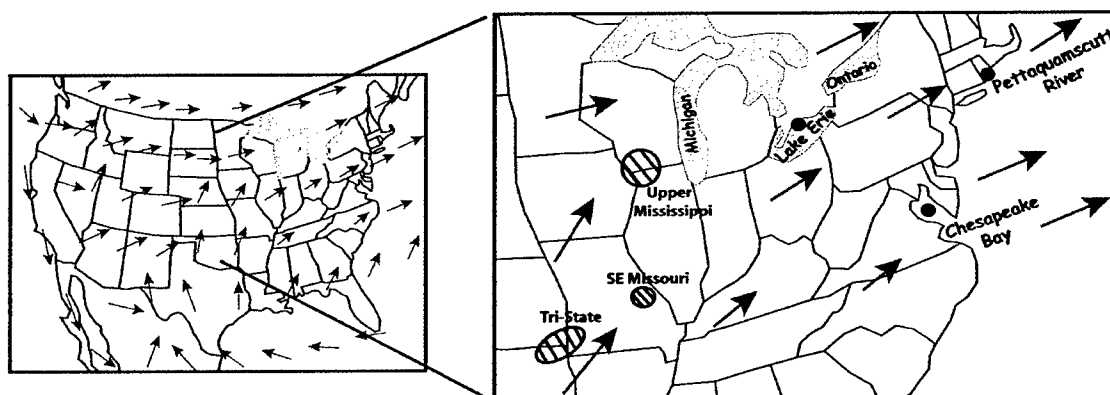 Ontario
Pettaquamscutt
River
Michigan
Lake Erie
Upper
Mississippi
Chesapeake
Bay
SE Missouri
Tri-State